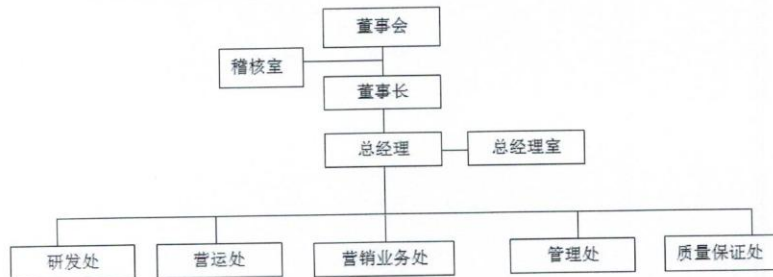 董事会
稽核室
董事长
总经理
总经理室
研发处
营运处
营销业务处
管理处
质量保证处